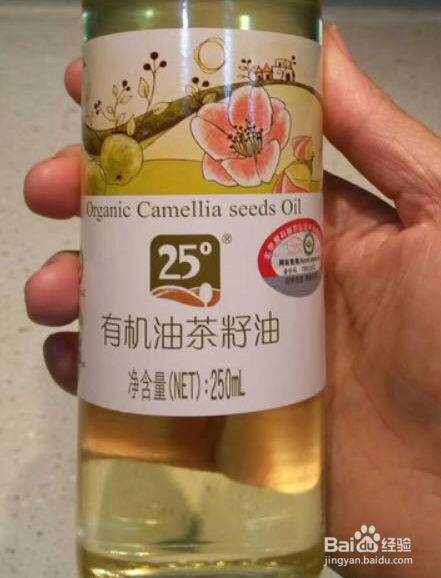 Organic Camellia seeds Oil
25°®
有机油茶籽油
净含量(NET):250mL
Baidu经验
jingyan.baidu.com